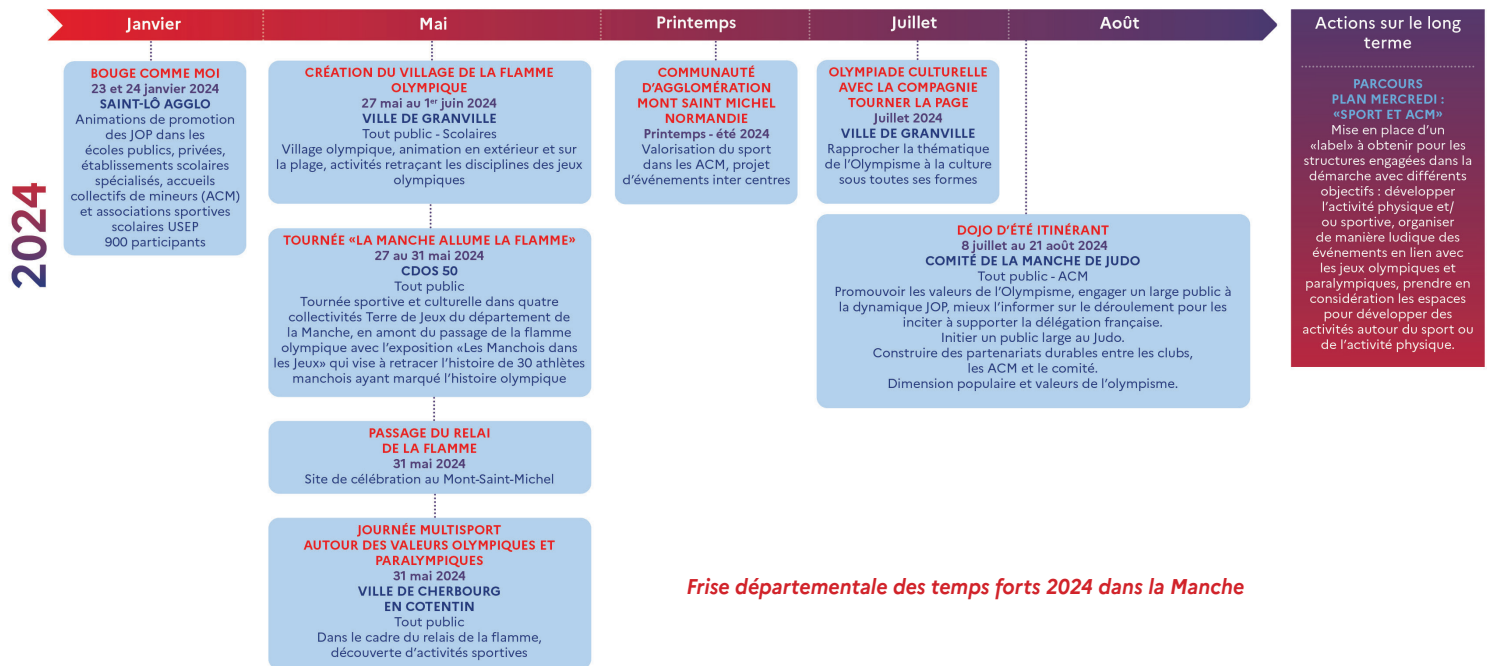 2024
Janvier
Mai
Printemps
Juillet
Août
BOUGE COMME MOI
23 et 24 janvier 2024
SAINT-LÔ AGGLO
Animations de promotion
des JOP dans les
écoles publics, privées,
établissements scolaires
spécialisés, accueils
collectifs de mineurs (ACM)
et associations sportives
scolaires USEP
900 participants
CRÉATION DU VILLAGE DE LA FLAMME
OLYMPIQUE
27 mai au 1er juin 2024
VILLE DE GRANVILLE
Tout public - Scolaires
Village olympique, animation en extérieur et sur
la plage, activités retraçant les disciplines des jeux
olympiques
TOURNÉE «LA MANCHE ALLUME LA FLAMME»
27 au 31 mai 2024
CDOS 50
Tout public
Tournée sportive et culturelle dans quatre
collectivités Terre de Jeux du département de
la Manche, en amont du passage de la flamme
olympique avec l’exposition «Les Manchois dans
les Jeux» qui vise à retracer l’histoire de 30 athlètes
manchois ayant marqué l’histoire olympique
PASSAGE DU RELAI
DE LA FLAMME
31 mai 2024
Site de célébration au Mont-Saint-Michel
JOURNÉE MULTISPORT
AUTOUR DES VALEURS OLYMPIQUES ET
PARALYMPIQUES
31 mai 2024
VILLE DE CHERBOURG
EN COTENTIN
Tout public
Dans le cadre du relais de la flamme,
découverte d’activités sportives
COMMUNAUTÉ
D’AGGLOMÉRATION
MONT SAINT MICHEL
NORMANDIE
Printemps - été 2024
Valorisation du sport
dans les ACM, projet
d’événements inter centres
OLYMPIADE CULTURELLE
AVEC LA COMPAGNIE
TOURNER LA PAGE
Juillet 2024
VILLE DE GRANVILLE
Rapprocher la thématique
de l’Olympisme à la culture
sous toutes ses formes
DOJO D’ÉTÉ ITINÉRANT
8 juillet au 21 août 2024
COMITÉ DE LA MANCHE DE JUDO
Tout public - ACM
Promouvoir les valeurs de l’Olympisme, engager un large public à
la dynamique JOP, mieux l’informer sur le déroulement pour les
inciter à supporter la délégation française.
Initier un public large au Judo.
Construire des partenariats durables entre les clubs,
les ACM et le comité.
Dimension populaire et valeurs de l’olympisme.
Actions sur le long
terme
PARCOURS
PLAN MERCREDI :
«SPORT ET ACM»
Mise en place d’un
«label» à obtenir pour les
structures engagées dans la
démarche avec différents
objectifs : développer
l’activité physique et/
ou sportive, organiser
de manière ludique des
événements en lien avec
les jeux olympiques et
paralympiques, prendre en
considération les espaces
pour développer des
activités autour du sport ou
de l’activité physique.
Frise départementale des temps forts 2024 dans la Manche